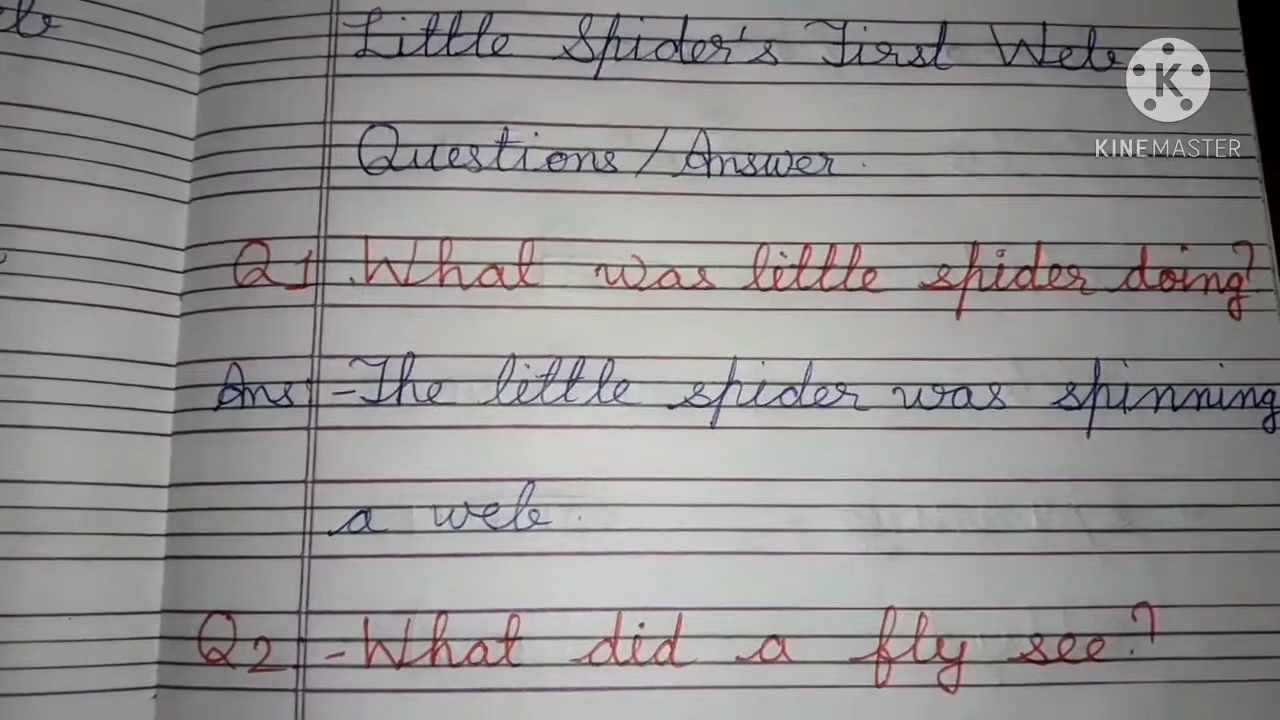 Little Spider's First Web
K
KINEMASTER
Questions/Answer.
Q1. What was little spider doing?
Ans - The little spider was spinning
a web.
Q2 - What did a fly see?